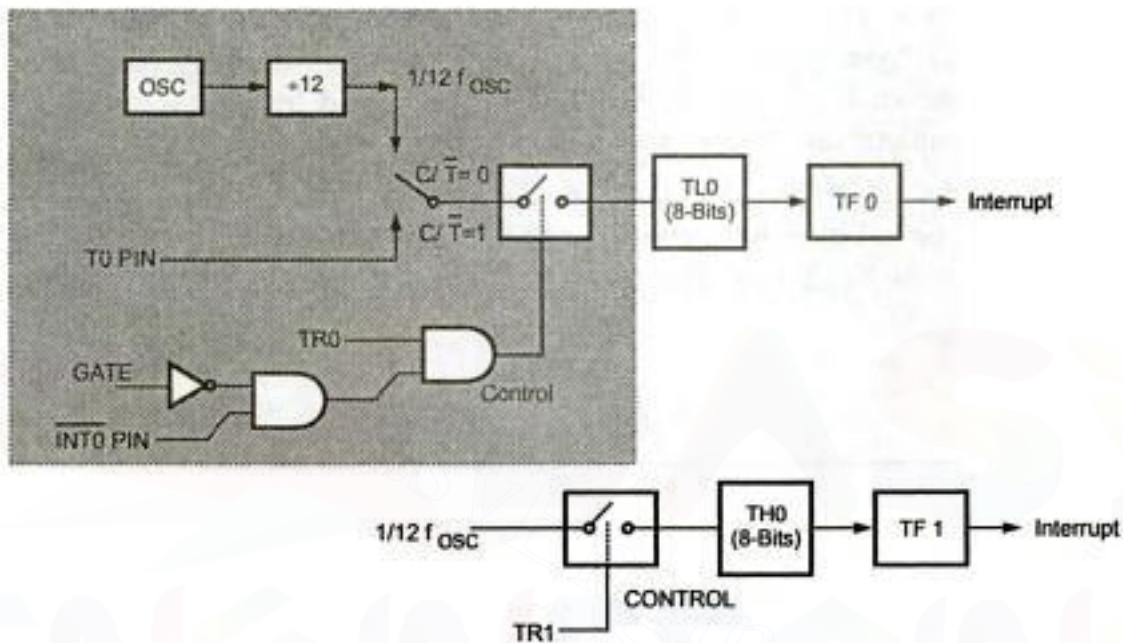 OSC
÷12
1/12 f OSC
C/ T̅ = 0
C/ T̅ =1
T0 PIN
TL0
(8-Bits)
TF 0
Interrupt
TR0
GATE
Control
I̅N̅T̅0̅ PIN
1/12 f OSC
TH0
(8-Bits)
TF 1
Interrupt
CONTROL
TR1